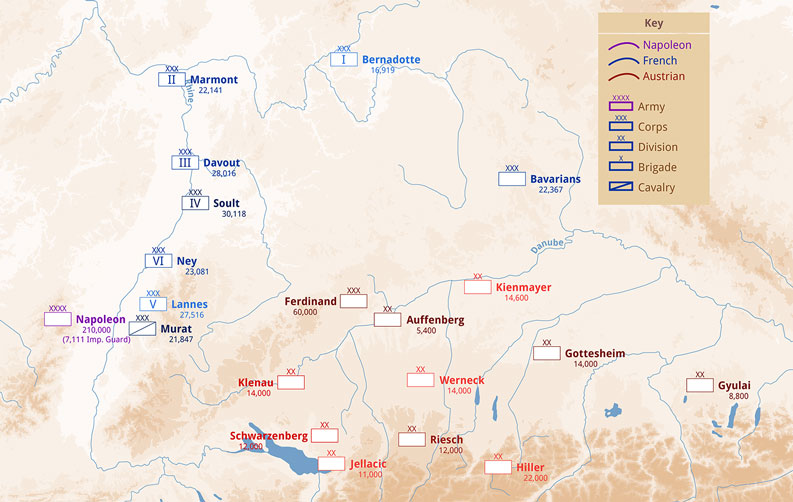 Key
Napoleon
French
Austrian
XXXX
Army
XXX
Corps
XX
Division
X
Brigade
Cavalry
XXX
I
Bernadotte
16,919
XXX
II
Marmont
22,141
Rhine
XXX
III
Davout
28,016
XXX
Bavarians
22,367
XXX
IV
Soult
30,118
Danube
XXX
VI
Ney
23,081
XX
Kienmayer
14,600
XXX
V
Lannes
27,516
XXX
Ferdinand
60,000
XXXX
Napoleon
210,000
(7,111 Imp. Guard)
XXX
Murat
21,847
XX
Auffenberg
5,400
XX
Gottesheim
14,000
XX
Klenau
14,000
XX
Werneck
14,000
XX
Gyulai
8,800
XX
Schwarzenberg
12,000
XX
Riesch
12,000
XX
Jellacic
11,000
XX
Hiller
22,000